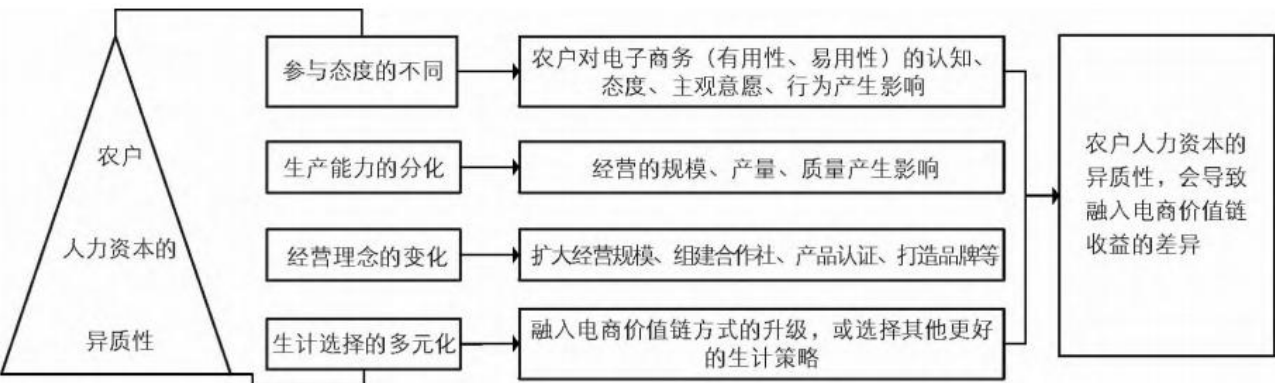 农户
人力资本的
异质性
参与态度的不同
农户对电子商务（有用性、易用性）的认知、
态度、主观意愿、行为产生影响
生产能力的分化
经营的规模、产量、质量产生影响
经营理念的变化
扩大经营规模、组建合作社、产品认证、打造品牌等
生计选择的多元化
融入电商价值链方式的升级，或选择其他更好
的生计策略
农户人力资本的
异质性，会导致
融入电商价值链
收益的差异